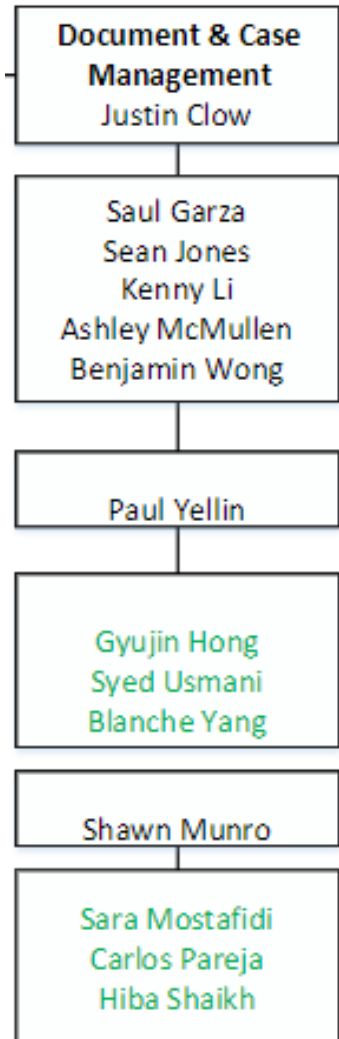 Document & Case
Management
Justin Clow
Saul Garza
Sean Jones
Kenny Li
Ashley McMullen
Benjamin Wong
Paul Yellin
Gyujin Hong
Syed Usmani
Blanche Yang
Shawn Munro
Sara Mostafidi
Carlos Pareja
Hiba Shaikh